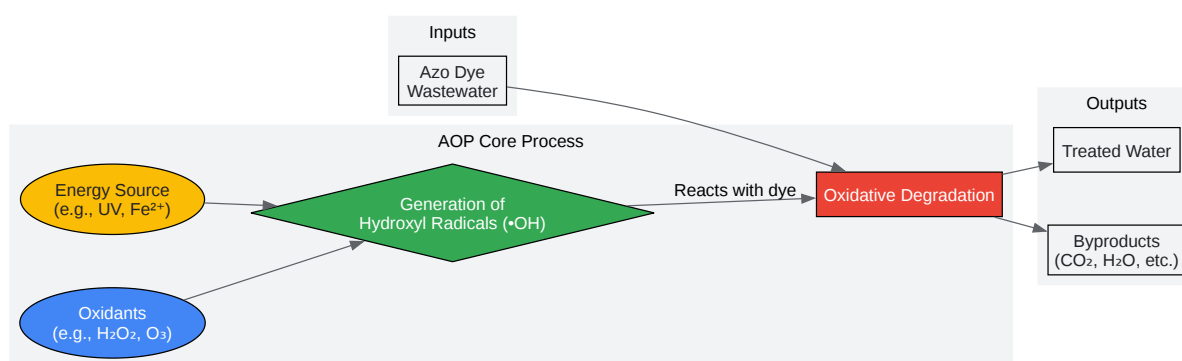 Inputs
Azo Dye
Wastewater
Outputs
AOP Core Process
Treated Water
Energy Source
(e.g., UV, Fe²⁺)
Reacts with dye
Oxidative Degradation
Generation of
Hydroxyl Radicals (•OH)
Byproducts
(CO₂, H₂O, etc.)
Oxidants
(e.g., H₂O₂, O₃)